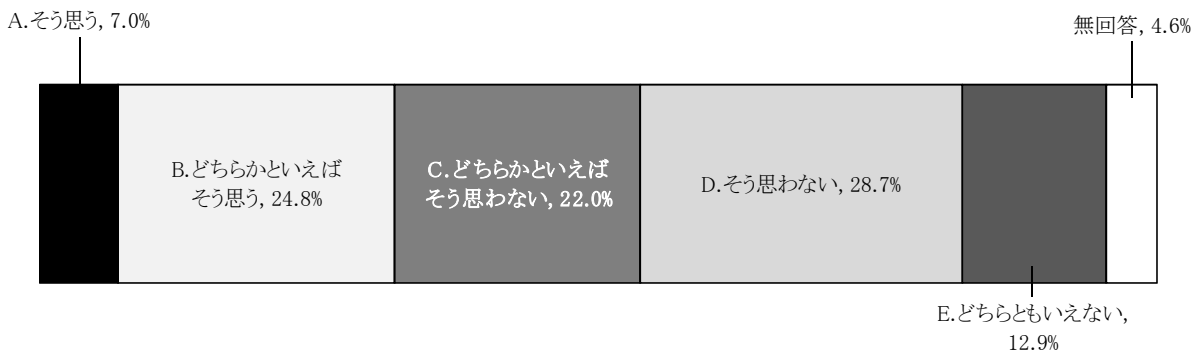 A.そう思う, 7.0%
無回答, 4.6%
B.どちらかといえば
そう思う, 24.8%
C.どちらかといえば
そう思わない, 22.0%
D.そう思わない, 28.7%
E.どちらともいえない,
12.9%